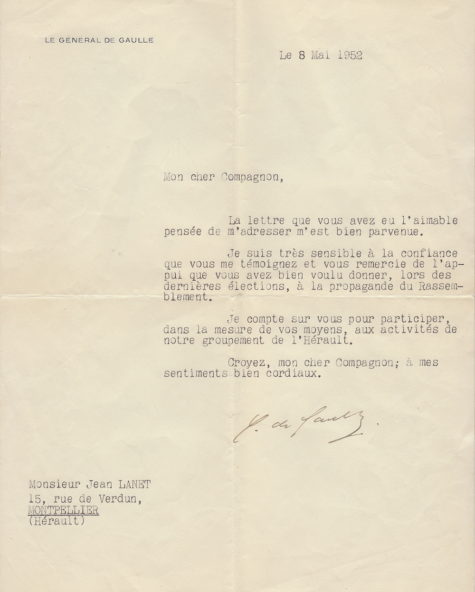 LE GENERAL DE GAULLE
Le 8 Mai 1952
Mon cher Compagnon,
La lettre que vous avez eu l'aimable
pensée de m'adresser m'est bien parvenue.
Je suis très sensible à la confiance
que vous me témoignez et vous remercie de l'ap-
pui que vous avez bien voulu donner, lors des
dernières élections, à la propagande du Rassem-
blement.
Je compte sur vous pour participer,
dans la mesure de vos moyens, aux activités de
notre groupement de l'Hérault.
Croyez, mon cher Compagnon; à mes
sentiments bien cordiaux.
C. de Gaulle.
Monsieur Jean LANET
15, rue de Verdun,
MONTPELLIER
(Hérault)